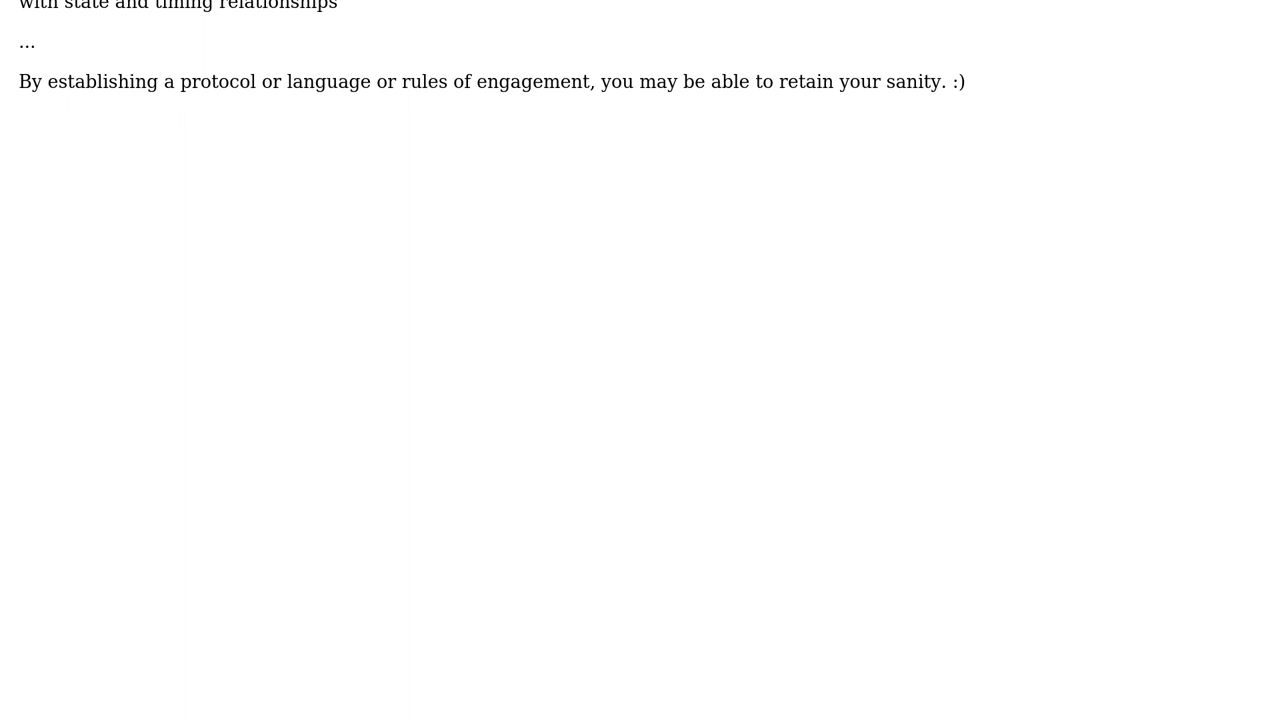 with state and timing relationships
...
By establishing a protocol or language or rules of engagement, you may be able to retain your sanity. :)